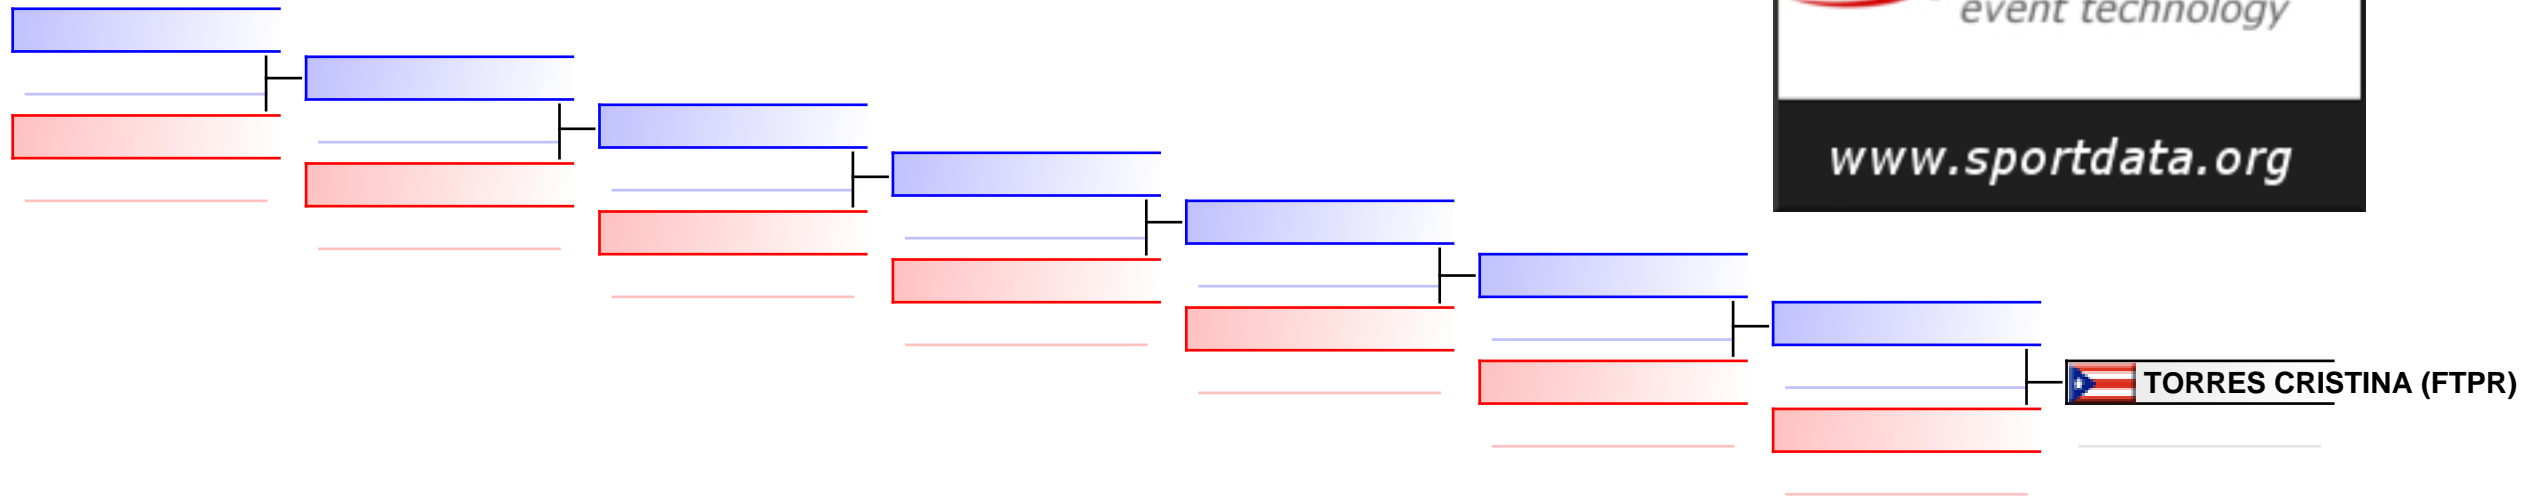 event technology
www.sportdata.org
TORRES CRISTINA (FTPR)